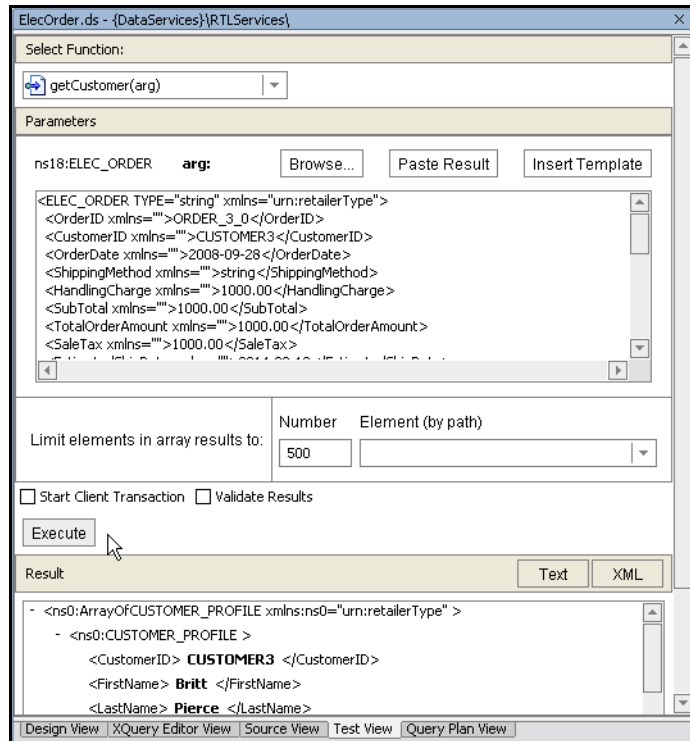 ElecOrder.ds - {DataServices}\RTLServices\
Select Function:
getCustomer(arg)
Parameters
ns18:ELEC_ORDER arg: Browse... Paste Result Insert Template
<ELEC_ORDER TYPE="string" xmlns="urn:retailerType">
<OrderID xmlns="">ORDER_3_0</OrderID>
<CustomerID xmlns="">CUSTOMER3</CustomerID>
<OrderDate xmlns="">2008-09-28</OrderDate>
<ShippingMethod xmlns="">string</ShippingMethod>
<HandlingCharge xmlns="">1000.00</HandlingCharge>
<SubTotal xmlns="">1000.00</SubTotal>
<TotalOrderAmount xmlns="">1000.00</TotalOrderAmount>
<SaleTax xmlns="">1000.00</SaleTax>
Number Element (by path)
Limit elements in array results to: 500
Start Client Transaction Validate Results
Execute
Result Text XML
- <ns0:ArrayOfCUSTOMER_PROFILE xmlns:ns0="urn:retailerType" >
- <ns0:CUSTOMER_PROFILE >
<CustomerID> CUSTOMER3 </CustomerID>
<FirstName> Britt </FirstName>
<LastName> Pierce </LastName>
Design View XQuery Editor View Source View Test View Query Plan View